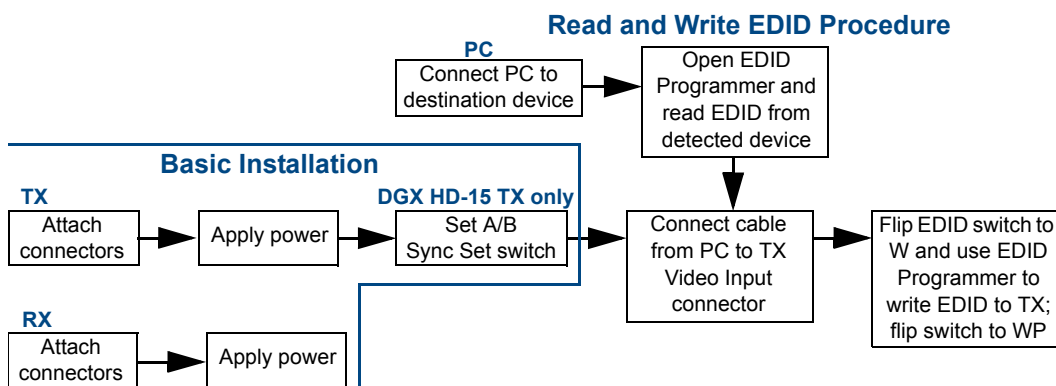 Read and Write EDID Procedure
PC
Connect PC to
destination device
Open EDID
Programmer and
read EDID from
detected device
Basic Installation
TX
Attach
connectors
Apply power
DGX HD-15 TX only
Set A/B
Sync Set switch
Connect cable
from PC to TX
Video Input
connector
Flip EDID switch to
W and use EDID
Programmer to
write EDID to TX;
flip switch to WP
RX
Attach
connectors
Apply power